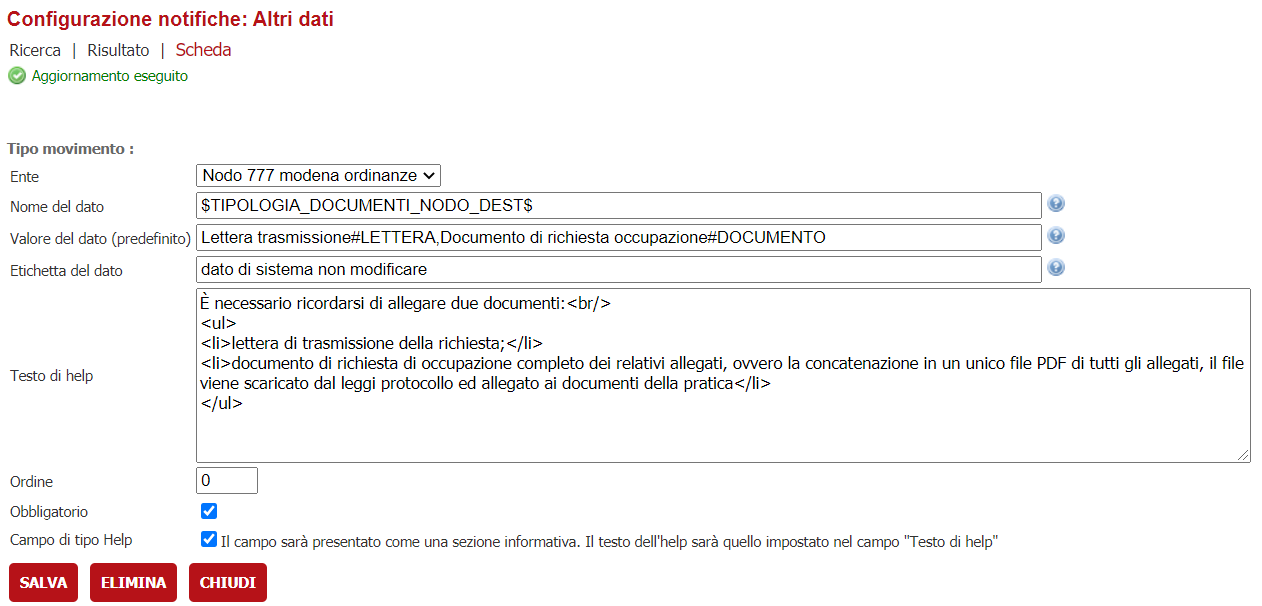 Configurazione notifiche: Altri dati
Ricerca | Risultato | Scheda
Aggiornamento eseguito
Tipo movimento :
Ente Nodo 777 modena ordinanze
Nome del dato $TIPOLOGIA_DOCUMENTI_NODO_DEST$
Valore del dato (predefinito) Lettera trasmissione#LETTERA,Documento di richiesta occupazione#DOCUMENTO
Etichetta del dato dato di sistema non modificare
È necessario ricordarsi di allegare due documenti:<br/>
<ul>
<li>lettera di trasmissione della richiesta;</li>
<li>documento di richiesta di occupazione completo dei relativi allegati, ovvero la concatenazione in un unico file PDF di tutti gli allegati, il file
Testo di help viene scaricato dal leggi protocollo ed allegato ai documenti della pratica</li>
</ul>
Ordine 0
Obbligatorio
Campo di tipo Help Il campo sarà presentato come una sezione informativa. Il testo dell'help sarà quello impostato nel campo "Testo di help"
SALVA ELIMINA CHIUDI